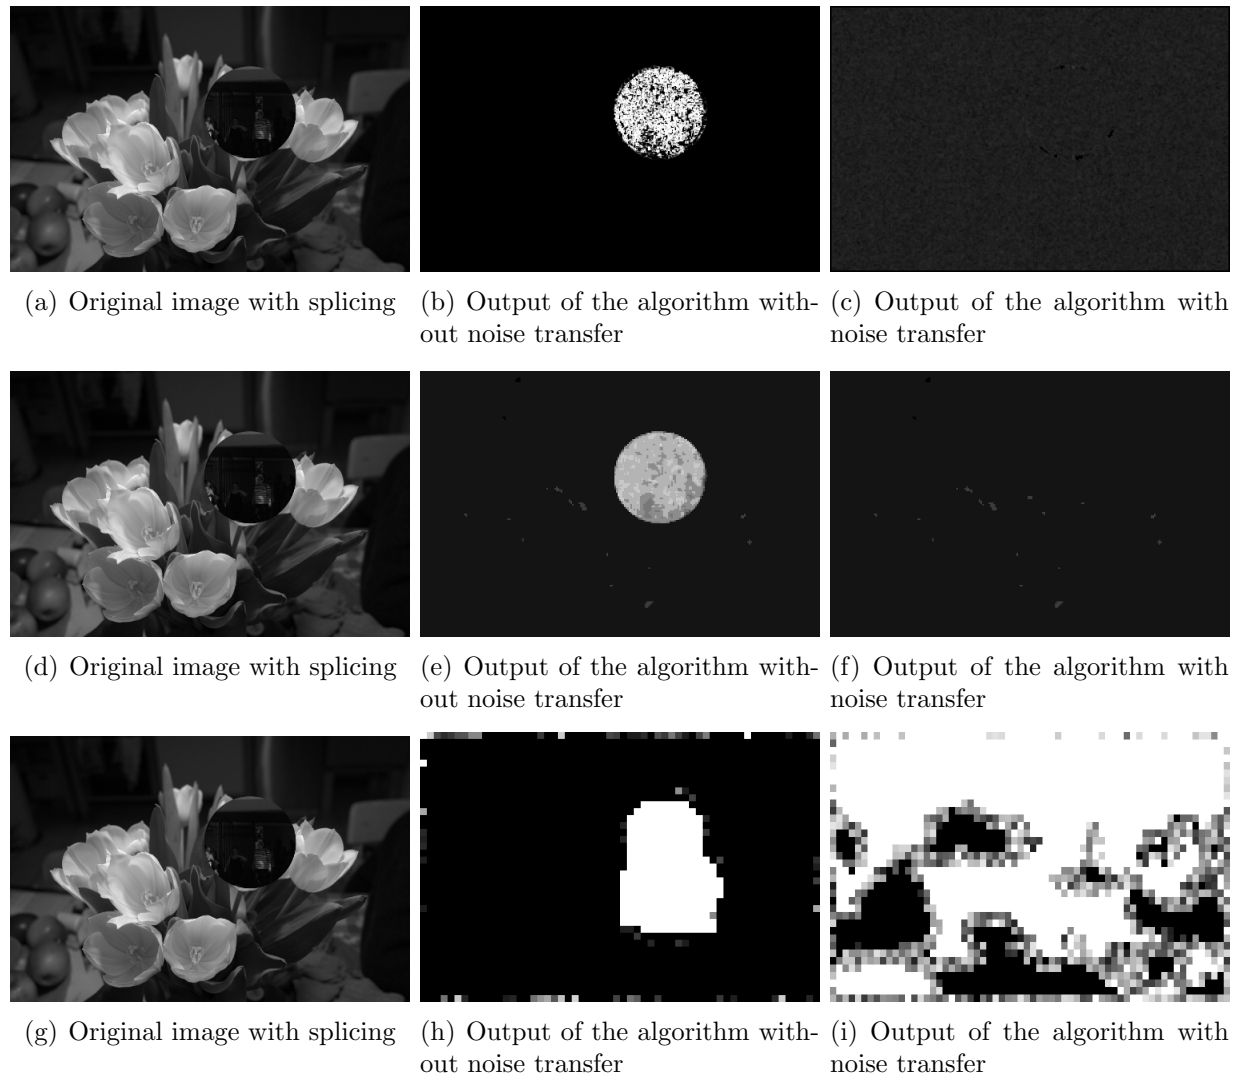 (a) Original image with splicing
(b) Output of the algorithm with-
out noise transfer
(c) Output of the algorithm with
noise transfer
(d) Original image with splicing
(e) Output of the algorithm with-
out noise transfer
(f) Output of the algorithm with
noise transfer
(g) Original image with splicing
(h) Output of the algorithm with-
out noise transfer
(i) Output of the algorithm with
noise transfer